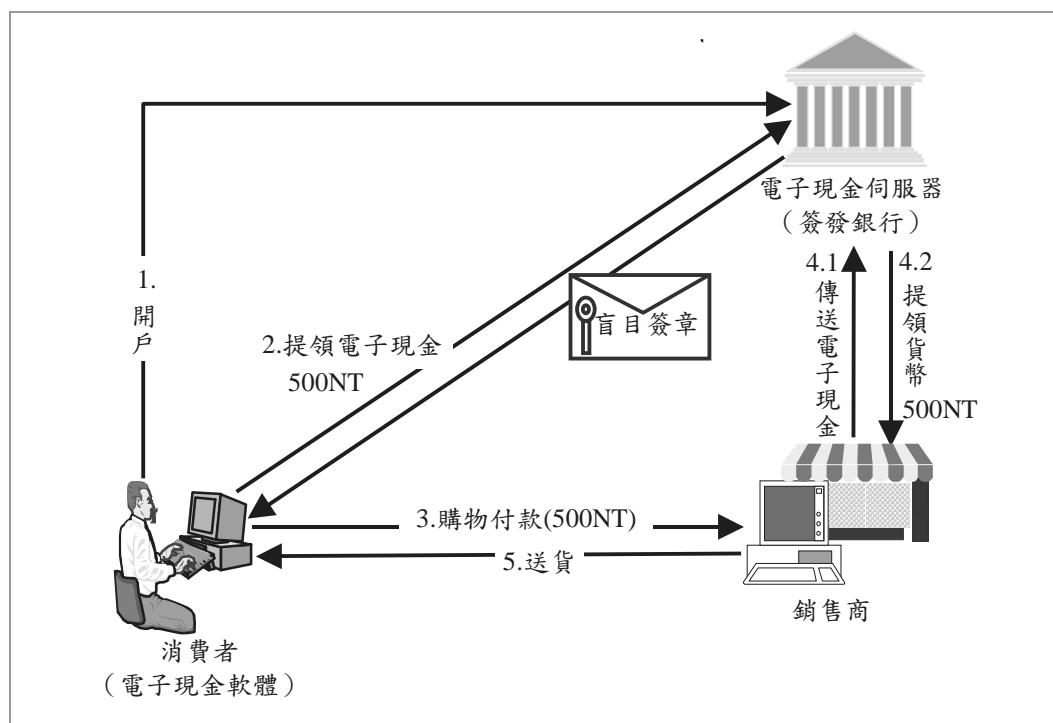 電子現金伺服器
（簽發銀行）
1.
開戶
2.提領電子現金
500NT
盲目簽章
4.1
傳送電子現金
4.2
提領貨幣
500NT
3.購物付款(500NT)
5.送貨
銷售商
消費者
（電子現金軟體）